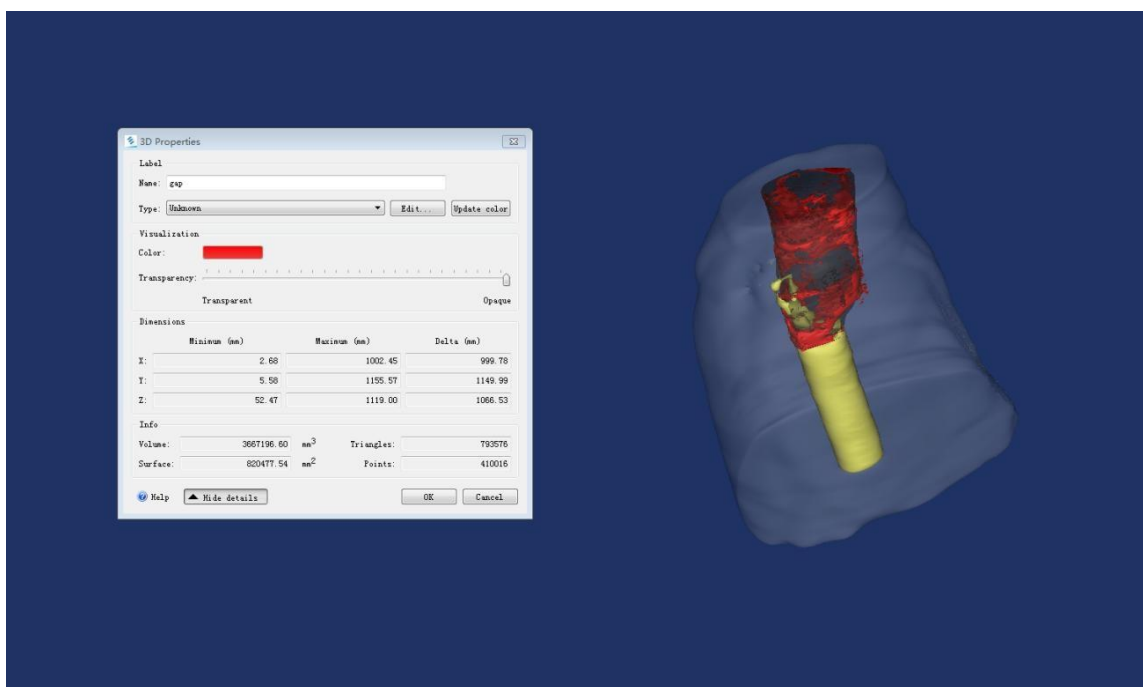 3D Properties
Label
Name: gap
Type: Unknown Edit... Update color
Visualization
Color:
Transparency:
Transparent Opaque
Dimensions
Minimum (mm) Maximum (mm) Delta (mm)
X: 2.68 1002.45 999.78
Y: 5.58 1155.57 1149.99
Z: 52.47 1119.00 1066.53
Info
Volume: 3667196.60 mm3 Triangles: 793576
Surface: 820477.54 mm2 Points: 410016
Help Hide details OK Cancel